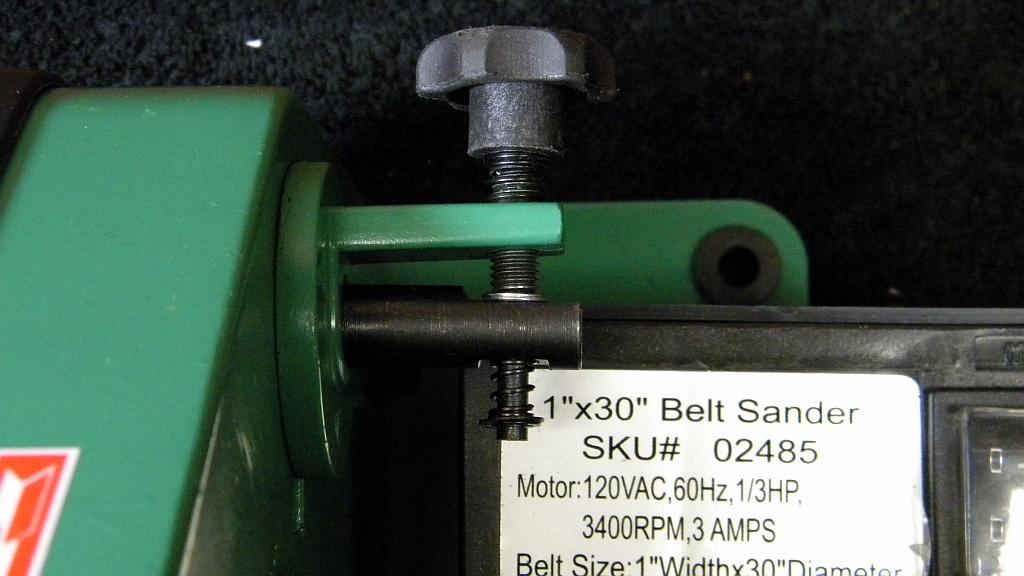 1"x30" Belt Sander
SKU# 02485
Motor:120VAC,60Hz,1/3HP,
3400RPM,3 AMPS
Belt Size:1"Widthx30"Diameter